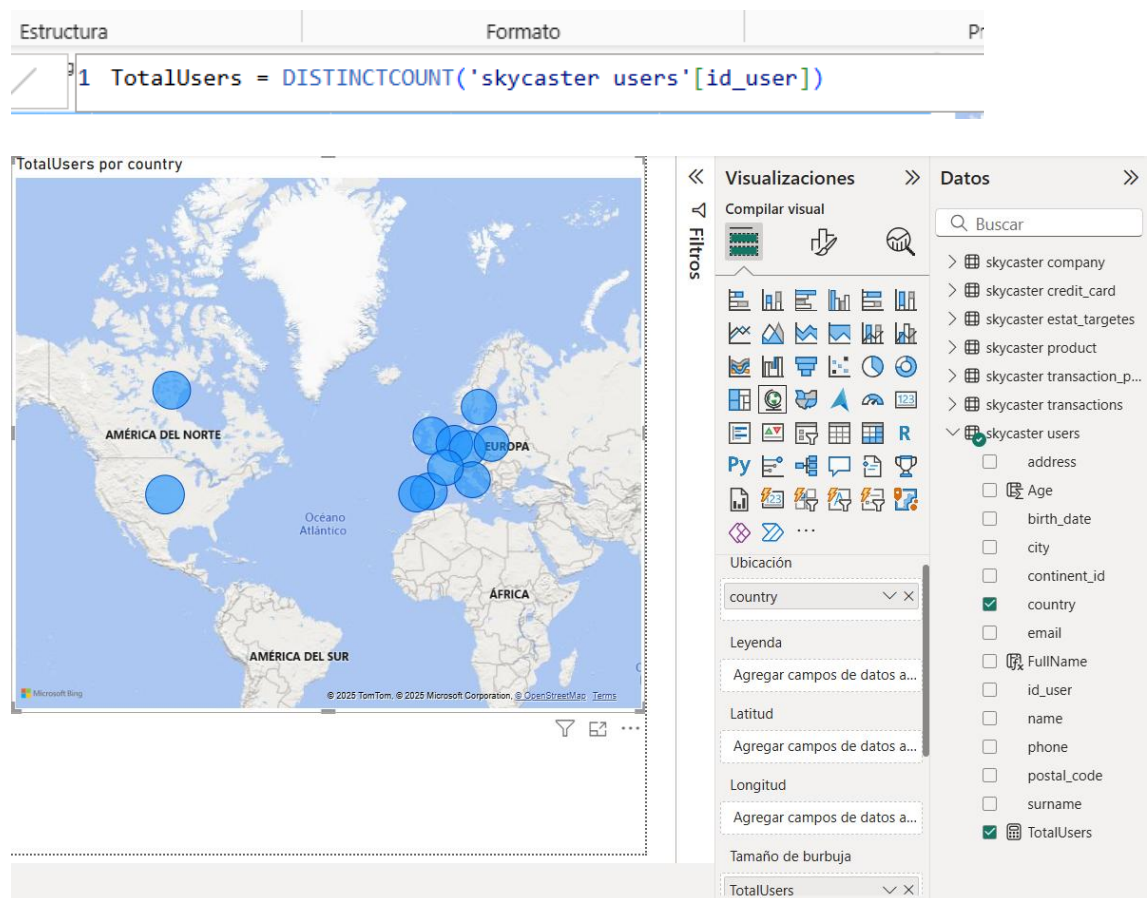 Estructura
Formato
1 TotalUsers = DISTINCTCOUNT('skycaster users'[id_user])
TotalUsers por country
AMÉRICA DEL NORTE
EUROPA
Océano
Atlántico
ÁFRICA
AMÉRICA DEL SUR
Microsoft Bing
© 2025 TomTom, © 2025 Microsoft Corporation, © OpenStreetMap Terms
Filtros
Visualizaciones
Compilar visual
123
R
Py
123
Ubicación
country
Leyenda
Agregar campos de datos a...
Latitud
Agregar campos de datos a...
Longitud
Agregar campos de datos a...
Tamaño de burbuja
TotalUsers
Datos
Buscar
skycaster company
skycaster credit_card
skycaster estat_targetes
skycaster product
skycaster transaction_p...
skycaster transactions
skycaster users
address
Age
birth_date
city
continent_id
country
email
FullName
id_user
name
phone
postal_code
surname
TotalUsers